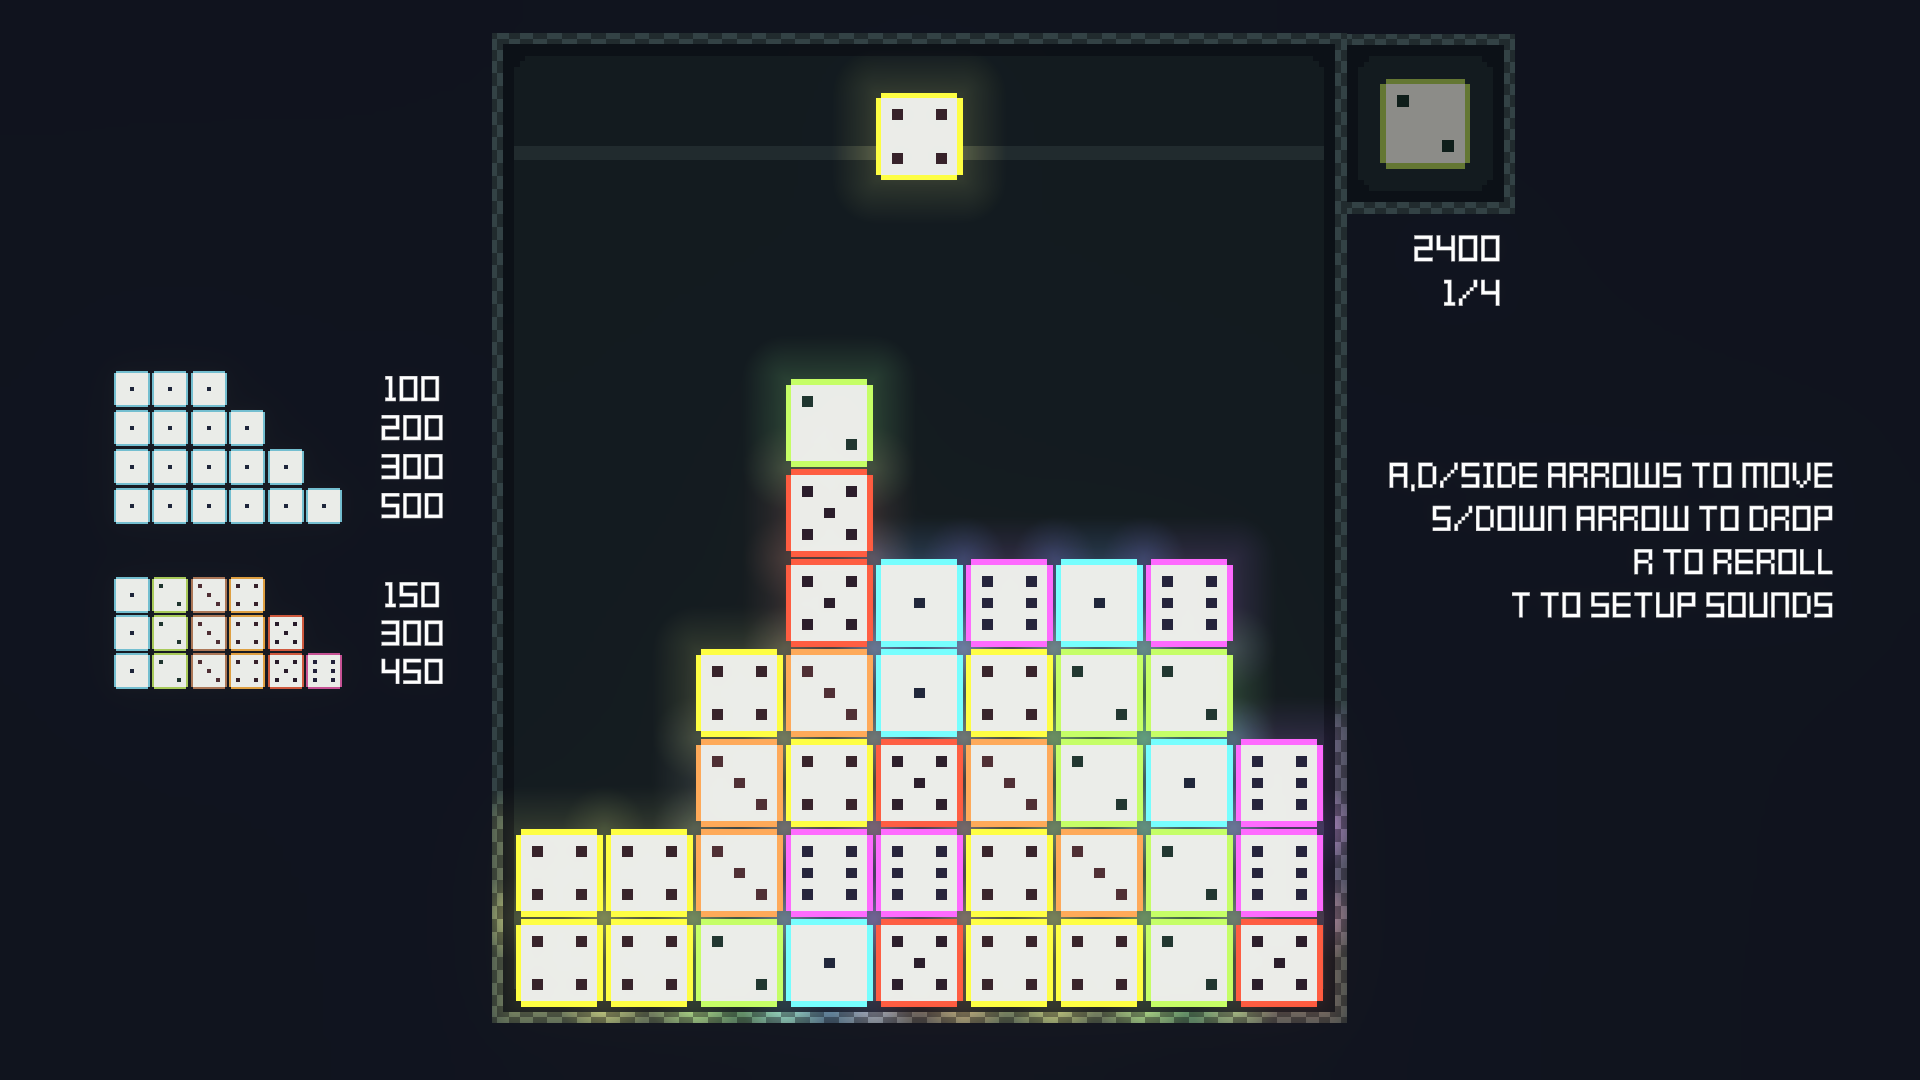 2400
1/4
100
200
300
500
150
300
450
A,D/SIDE ARROWS TO MOVE
S/DOWN ARROW TO DROP
R TO REROLL
T TO SETUP SOUNDS